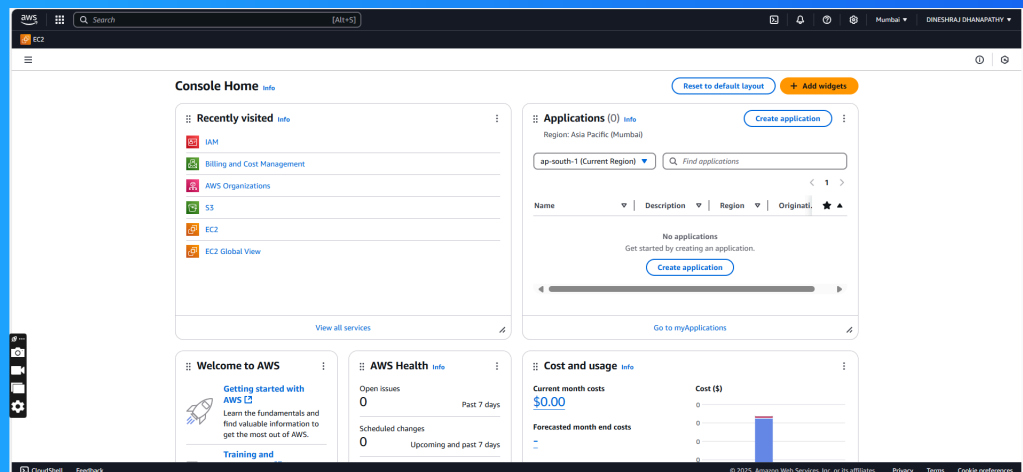 aws
Search [Alt+S]
Mumbai ▼ DINESHRAJ DHANAPATHY ▼
EC2
Console Home Info
Reset to default layout
+ Add widgets
Recently visited Info
IAM
Billing and Cost Management
AWS Organizations
S3
EC2
EC2 Global View
View all services
Applications (0) Info
Create application
Region: Asia Pacific (Mumbai)
ap-south-1 (Current Region) ▼
Find applications
< 1 >
Name Description Region Originati.
No applications
Get started by creating an application.
Create application
Go to myApplications
Welcome to AWS
Getting started with
AWS
Learn the fundamentals and
find valuable information to
get the most out of AWS.
Training and
AWS Health Info
Open issues
0 Past 7 days
Scheduled changes
0 Upcoming and past 7 days
Cost and usage Info
Current month costs
$0.00
Forecasted month end costs
-
Cost ($)
0
0
0
0
CloudShell Feedback
© 2025, Amazon Web Services, Inc. or its affiliates. Privacy Terms Cookie preferences